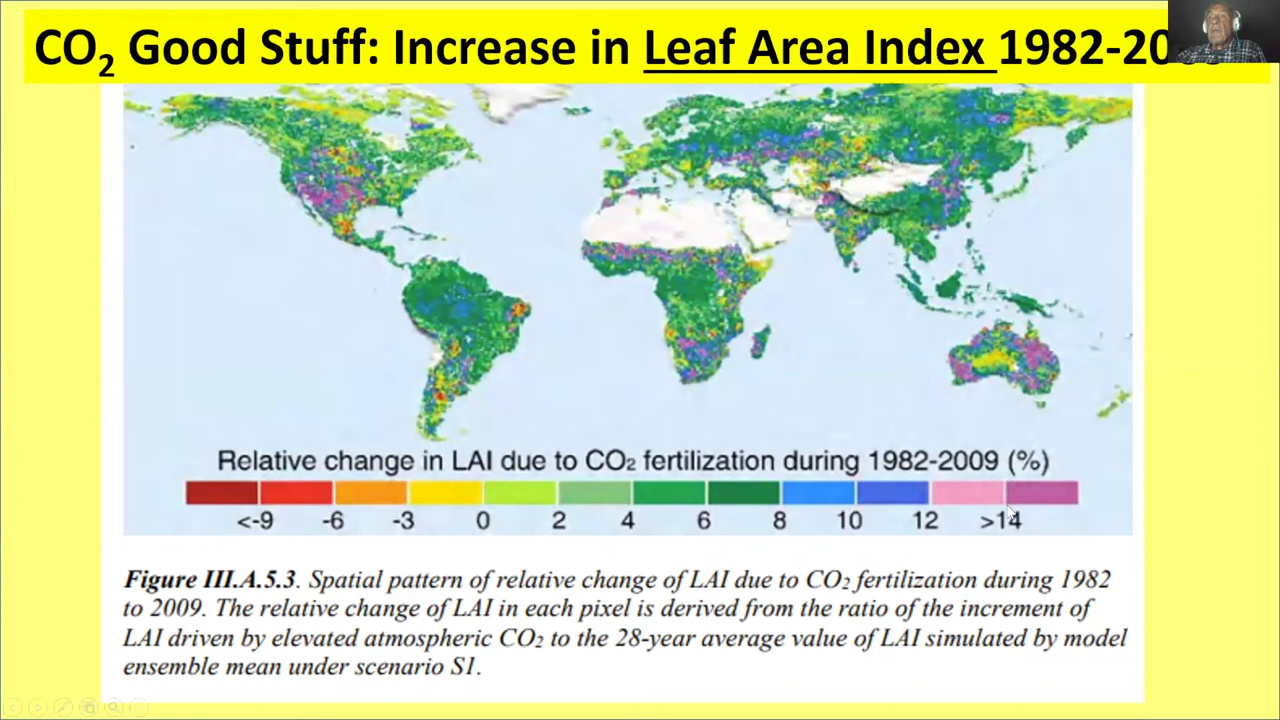 CO₂ Good Stuff: Increase in Leaf Area Index 1982-20
Relative change in LAI due to CO₂ fertilization during 1982-2009 (%)
<-9 -6 -3 0 2 4 6 8 10 12 >14
Figure III.A.5.3. Spatial pattern of relative change of LAI due to CO₂ fertilization during 1982
to 2009. The relative change of LAI in each pixel is derived from the ratio of the increment of
LAI driven by elevated atmospheric CO₂ to the 28-year average value of LAI simulated by model
ensemble mean under scenario S1.